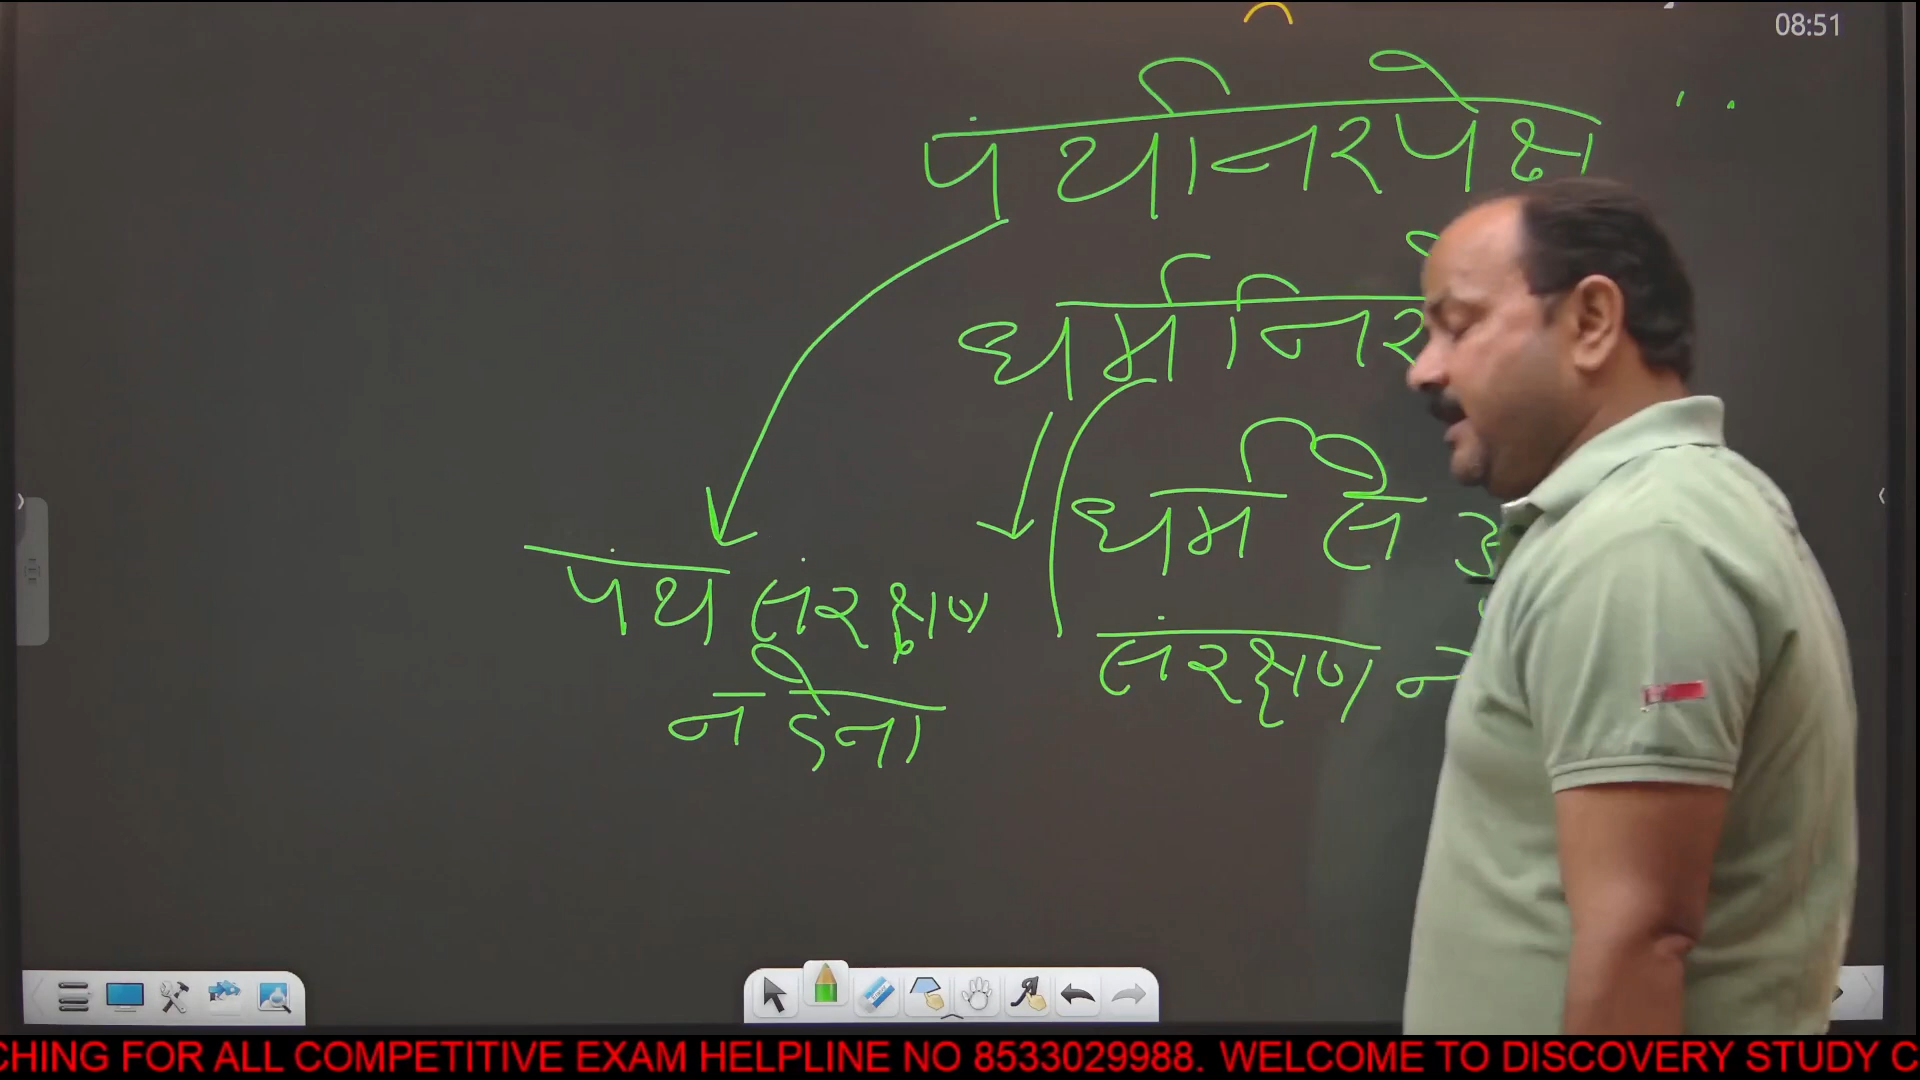 08:51
पंथनिरपेक्ष
धर्मनिर
धर्म से
पंथ संरक्षण
संरक्षण न
न देना
CHING FOR ALL COMPETITIVE EXAM HELPLINE NO 8533029988. WELCOME TO DISCOVERY STUDY C